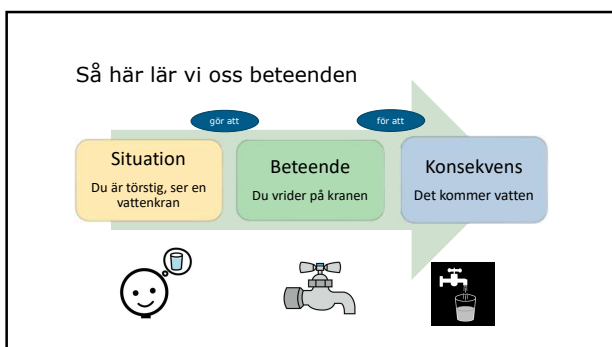 Så här lär vi oss beteenden
gör att
för att
Situation
Du är törstig, ser en
vattenkran
Beteende
Du vrider på kranen
Konsekvens
Det kommer vatten